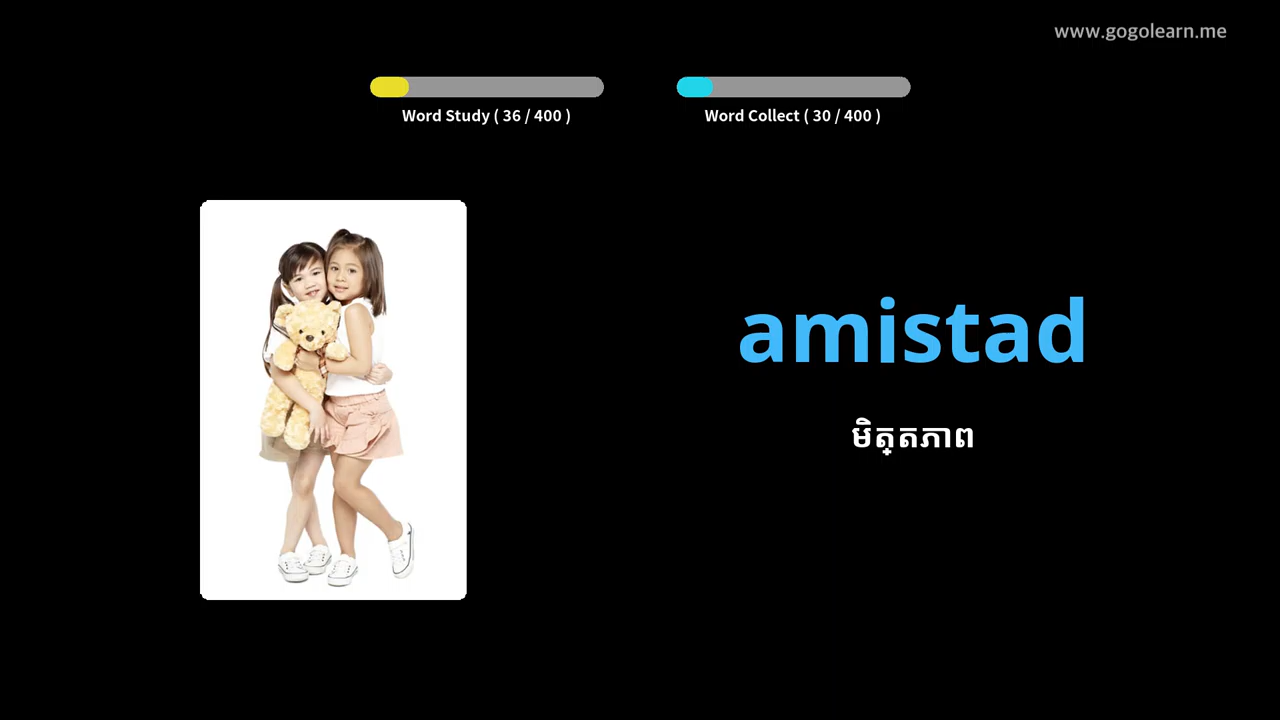 www.gogolearn.me
Word Study ( 36 / 400 )
Word Collect ( 30 / 400 )
amistad
មិត្តភាព